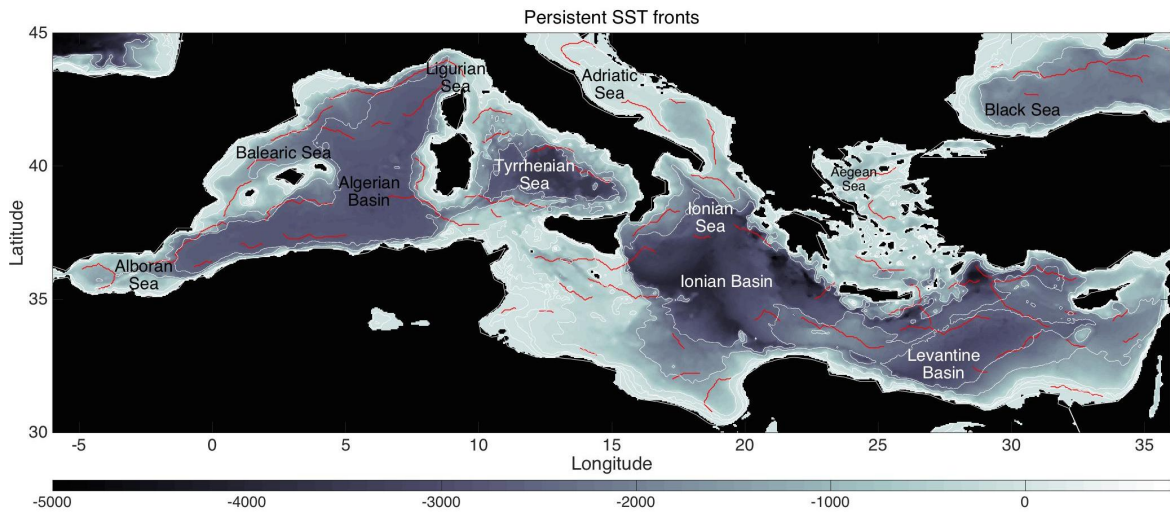 Persistent SST fronts
45
40
35
30
Latitude
Ligurian
Sea
Adriatic
Sea
Black Sea
Balearic Sea
Algerian
Basin
Tyrrhenian
Sea
Aegean
Sea
Ionian
Sea
Alboran
Sea
Ionian Basin
Levantine
Basin
-5 0 5 10 15 20 25 30 35
Longitude
-5000 -4000 -3000 -2000 -1000 0